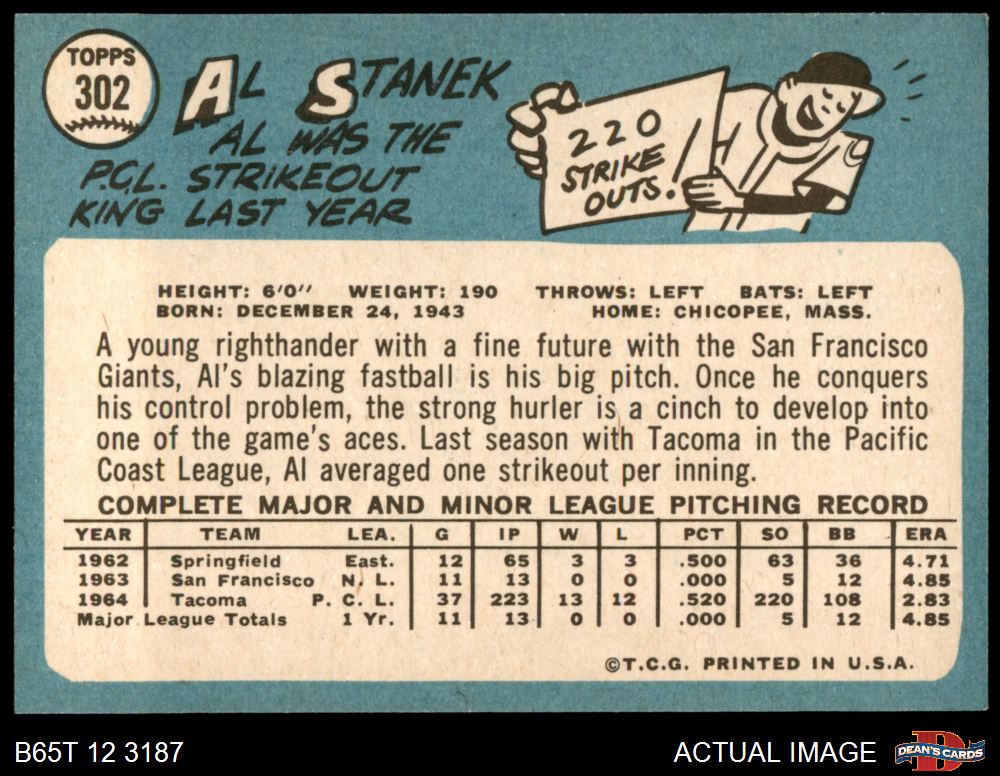 TOPPS
302
AL STANEK
AL WAS THE
P.C.L. STRIKEOUT
KING LAST YEAR
220
STRIKE
OUTS!
HEIGHT: 6'0" WEIGHT: 190 THROWS: LEFT BATS: LEFT
BORN: DECEMBER 24, 1943 HOME: CHICOPEE, MASS.
A young righthander with a fine future with the San Francisco
Giants, Al's blazing fastball is his big pitch. Once he conquers
his control problem, the strong hurler is a cinch to develop into
one of the game's aces. Last season with Tacoma in the Pacific
Coast League, Al averaged one strikeout per inning.
COMPLETE MAJOR AND MINOR LEAGUE PITCHING RECORD
YEAR TEAM LEA. G IP W L PCT SO BB ERA
1962 Springfield East. 12 65 3 3 .500 63 36 4.71
1963 San Francisco N. L. 11 13 0 0 .000 5 12 4.85
1964 Tacoma P. C. L. 37 223 13 12 .520 220 108 2.83
Major League Totals 1 Yr. 11 13 0 0 .000 5 12 4.85
©T.C.G. PRINTED IN U.S.A.
B65T 12 3187 ACTUAL IMAGE D DEAN'S CARDS